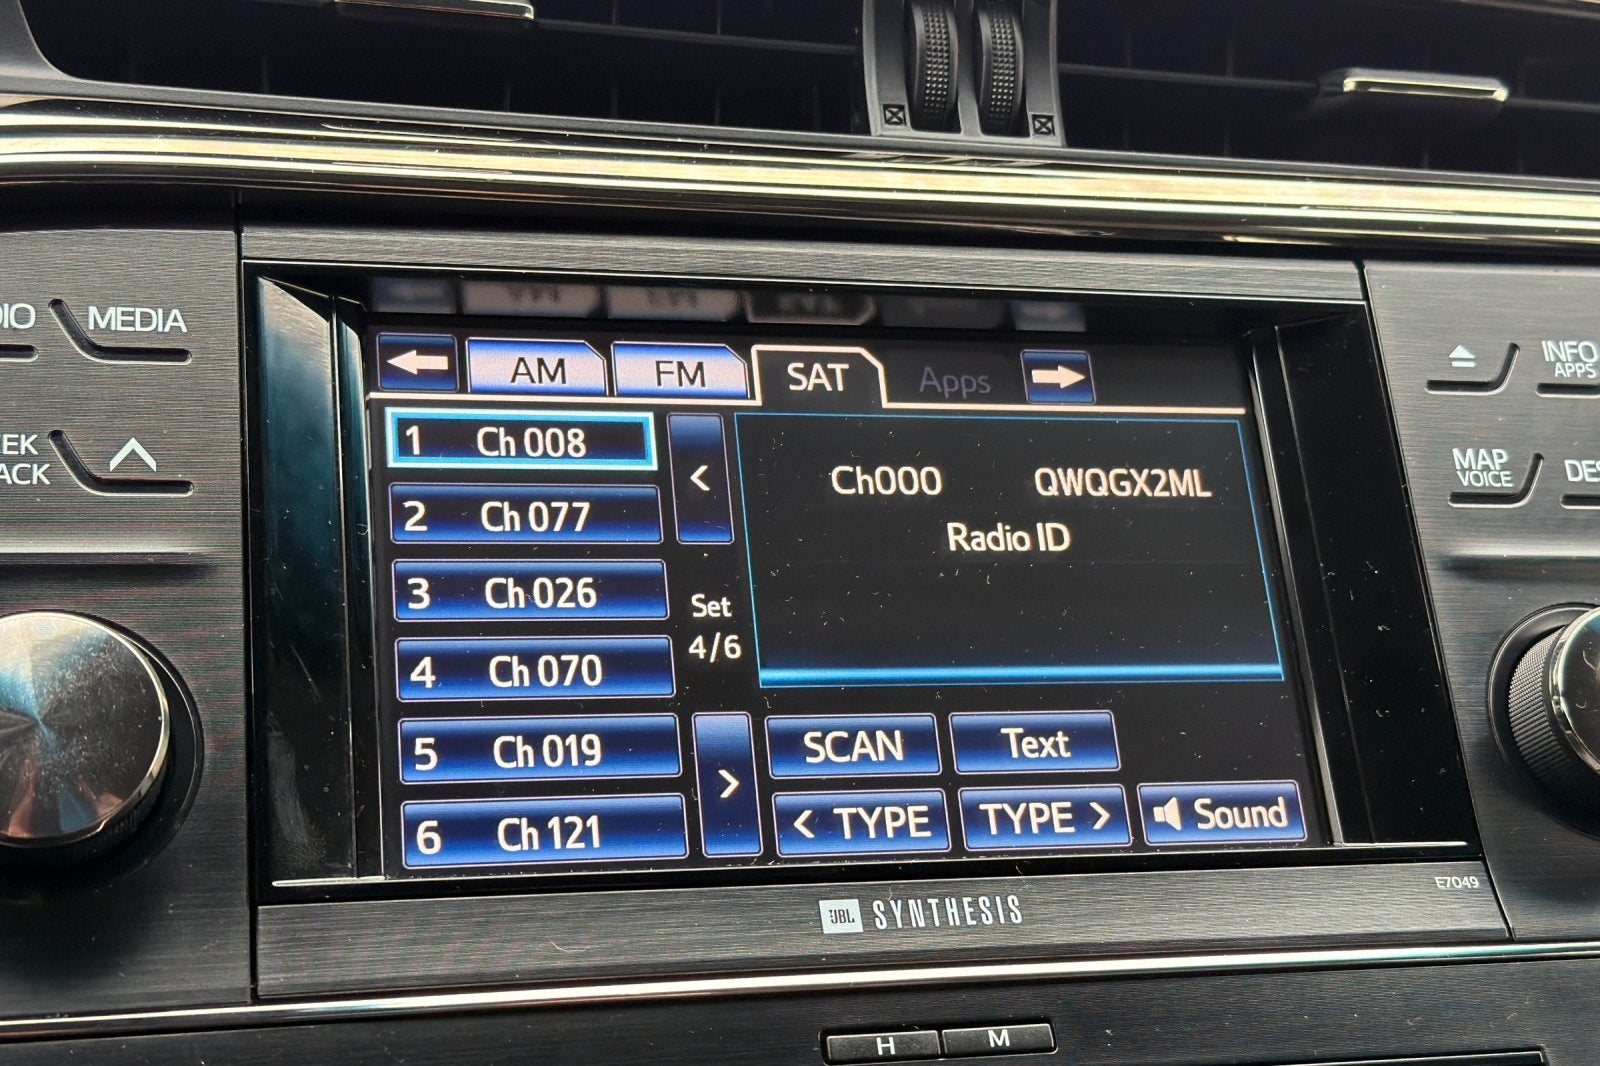 AM FM SAT Apps
1 Ch 008
2 Ch 077
3 Ch 026
4 Ch 070
5 Ch 019
6 Ch 121
<
Set
4/6
>
Ch000 QWQGX2ML
Radio ID
SCAN Text
< TYPE TYPE > Sound
MEDIA
INFO
APPS
MAP
VOICE
E7049
JBL SYNTHESIS
H M